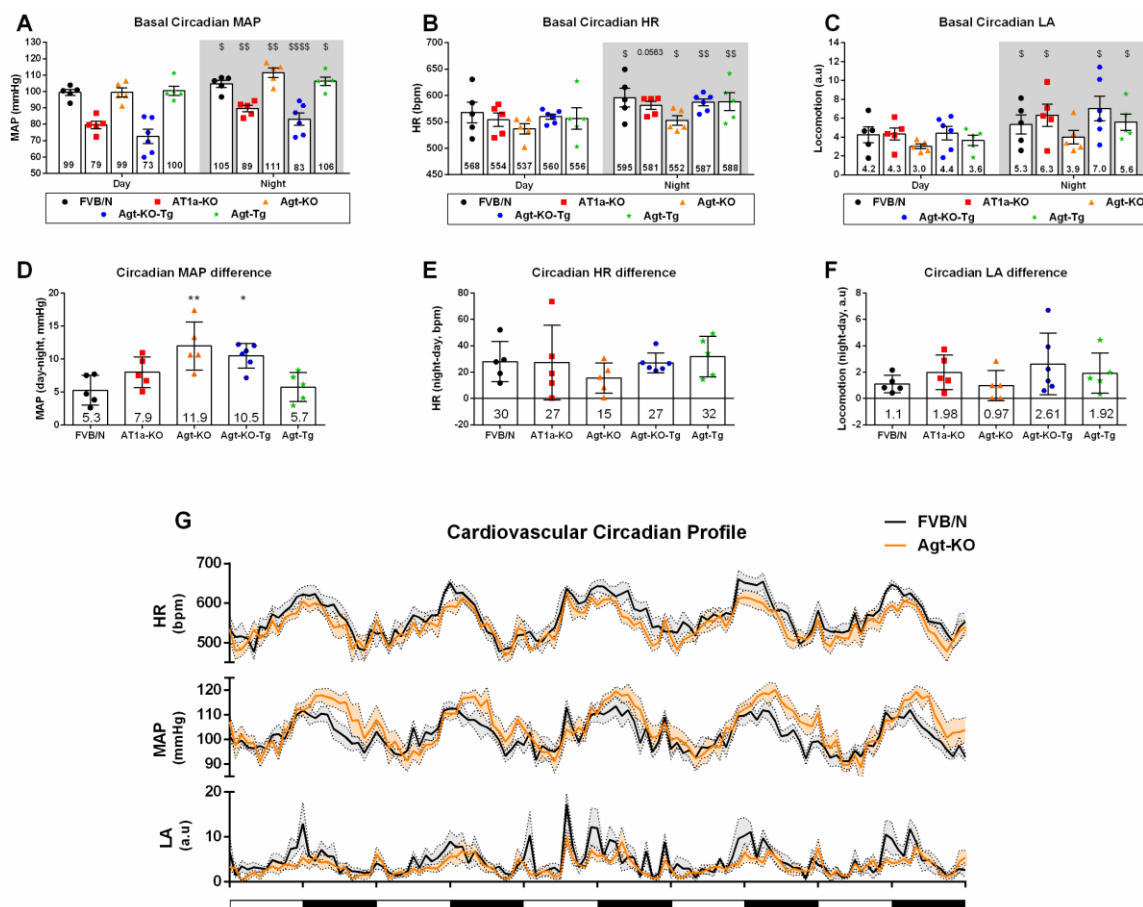 A
Basal Circadian MAP
MAP (mmHg)
130
120
110
100
90
80
70
60
50
$ $$ $$ $$$$ $
99 79 99 73 100 105 89 111 83 106
Day Night
FVB/N AT1a-KO Agt-KO
Agt-KO-Tg Agt-Tg
B
Basal Circadian HR
HR (bpm)
700
650
600
550
500
450
$ 0.0563 $ $$ $$
568 554 537 560 556 595 581 552 587 588
Day Night
FVB/N AT1a-KO Agt-KO
Agt-KO-Tg Agt-Tg
C
Basal Circadian LA
Locomotion (a.u)
14
12
10
8
6
4
2
0
$ $ $ $
4.2 4.3 3.0 4.4 3.6 5.3 6.3 3.9 7.0 5.6
Day Night
FVB/N AT1a-KO Agt-KO
Agt-KO-Tg Agt-Tg
D
Circadian MAP difference
MAP (day-night, mmHg)
20
15
10
5
0
** *
5.3 7.9 11.9 10.5 5.7
FVB/N AT1a-KO Agt-KO Agt-KO-Tg Agt-Tg
E
Circadian HR difference
HR (night-day, bpm)
80
60
40
20
0
-20
30 27 15 27 32
FVB/N AT1a-KO Agt-KO Agt-KO-Tg Agt-Tg
F
Circadian LA difference
Locomotion (night-day, a.u)
8
6
4
2
0
-2
1.1 1.98 0.97 2.61 1.92
FVB/N AT1a-KO Agt-KO Agt-KO-Tg Agt-Tg
G
Cardiovascular Circadian Profile
FVB/N
Agt-KO
HR
(bpm)
700
600
500
MAP
(mmHg)
120
110
100
90
LA
(a.u)
20
10
0